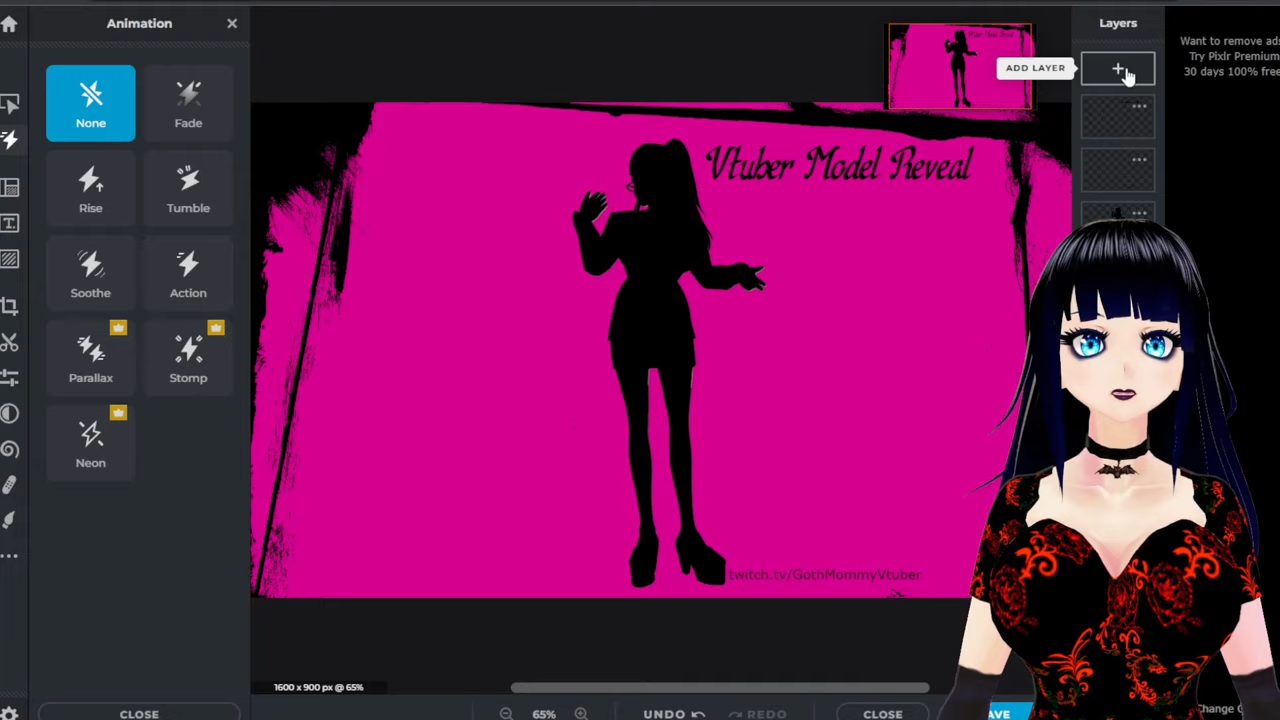 Animation
Layers
None
Fade
Rise
Tumble
Soothe
Action
Parallax
Stomp
Neon
CLOSE
Vtuber Model Reveal
twitch.tv/GothMommyVtuber
ADD LAYER
Want to remove ads
Try Pixlr Premium
30 days 100% free
1600 x 900 px @ 65%
65%
UNDO
REDO
CLOSE
AVE
Change